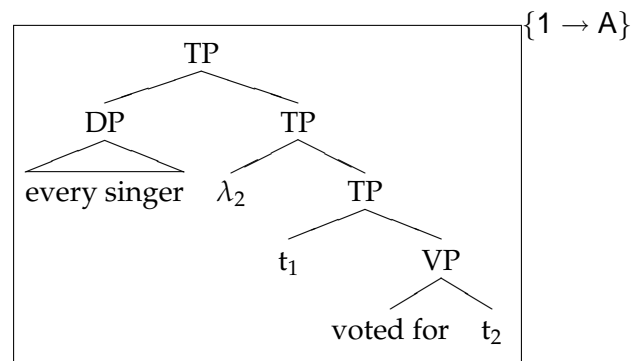 {1 → A}
TP
DP TP
every singer λ₂ TP
t₁ VP
voted for t₂